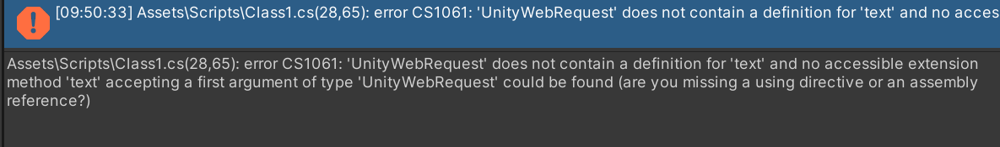 [09:50:33] Assets\Scripts\Class1.cs(28,65): error CS1061: 'UnityWebRequest' does not contain a definition for 'text' and no acces
Assets\Scripts\Class1.cs(28,65): error CS1061: 'UnityWebRequest' does not contain a definition for 'text' and no accessible extension
method 'text' accepting a first argument of type 'UnityWebRequest' could be found (are you missing a using directive or an assembly
reference?)